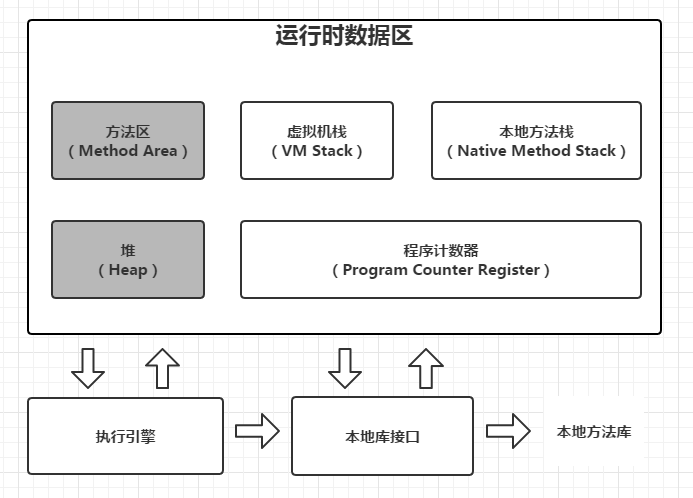 运行时数据区
方法区
（Method Area）
虚拟机栈
（VM Stack）
本地方法栈
（Native Method Stack）
堆
（Heap）
程序计数器
（Program Counter Register）
执行引擎
本地库接口
本地方法库